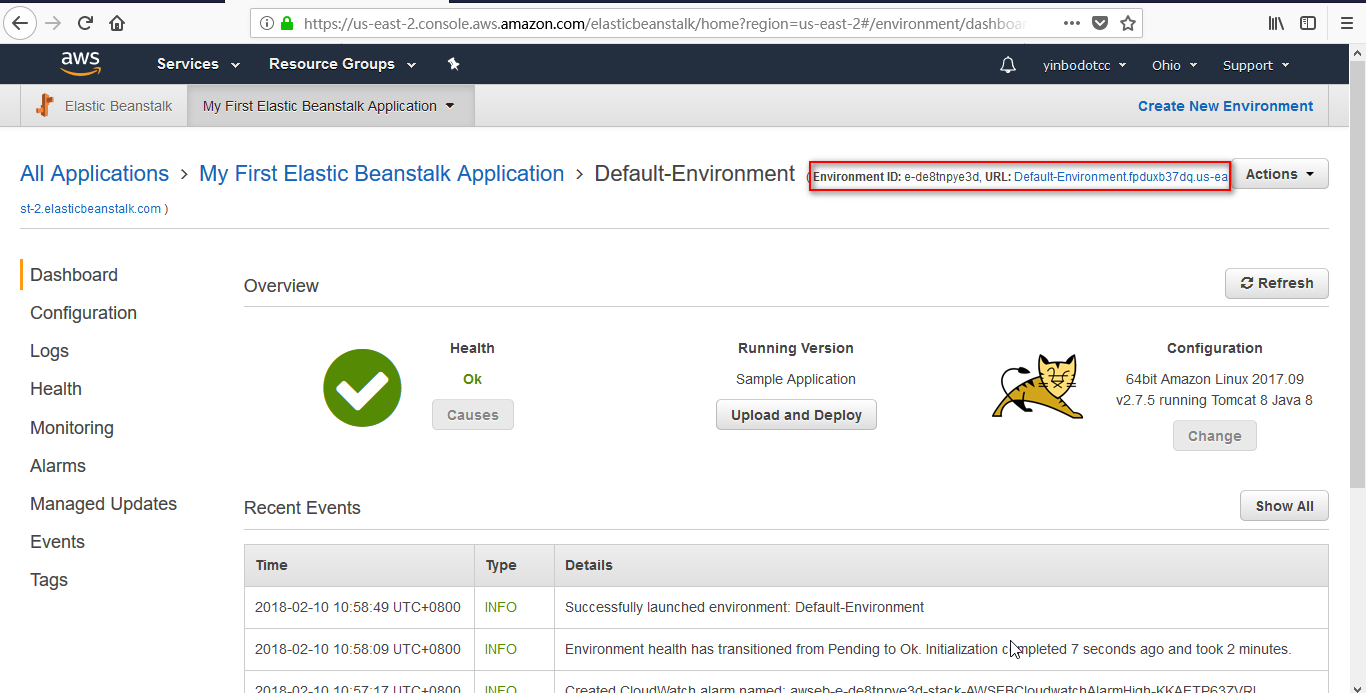 https://us-east-2.console.aws.amazon.com/elasticbeanstalk/home?region=us-east-2#/environment/dashboa
aws Services Resource Groups yinbodotcc Ohio Support
Elastic Beanstalk My First Elastic Beanstalk Application Create New Environment
All Applications > My First Elastic Beanstalk Application > Default-Environment ( Environment ID: e-de8tnpye3d, URL: Default-Environment.fpduxb37dq.us-ea Actions
st-2.elasticbeanstalk.com )
Dashboard
Configuration
Logs
Health
Monitoring
Alarms
Managed Updates
Events
Tags
Overview Refresh
Health Running Version Configuration
Ok Sample Application 64bit Amazon Linux 2017.09
v2.7.5 running Tomcat 8 Java 8
Causes Upload and Deploy Change
Recent Events Show All
Time Type Details
2018-02-10 10:58:49 UTC+0800 INFO Successfully launched environment: Default-Environment
2018-02-10 10:58:09 UTC+0800 INFO Environment health has transitioned from Pending to Ok. Initialization completed 7 seconds ago and took 2 minutes.
2018-02-10 10:57:17 UTC+0800 INFO Created CloudWatch alarm named: